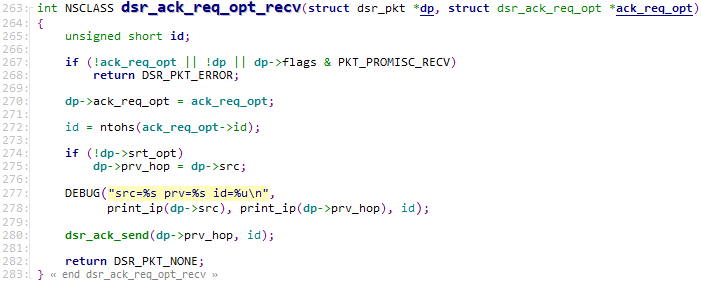 263: int NSCLASS dsr_ack_req_opt_recv(struct dsr_pkt *dp, struct dsr_ack_req_opt *ack_req_opt)
264: {
265:     unsigned short id;
266:
267:     if (!ack_req_opt || !dp || dp->flags & PKT_PROMISC_RECV)
268:         return DSR_PKT_ERROR;
269:
270:     dp->ack_req_opt = ack_req_opt;
271:
272:     id = ntohs(ack_req_opt->id);
273:
274:     if (!dp->srt_opt)
275:         dp->prv_hop = dp->src;
276:
277:     DEBUG("src=%s prv=%s id=%u\n",
278:           print_ip(dp->src), print_ip(dp->prv_hop), id);
279:
280:     dsr_ack_send(dp->prv_hop, id);
281:
282:     return DSR_PKT_NONE;
283: } « end dsr_ack_req_opt_recv »